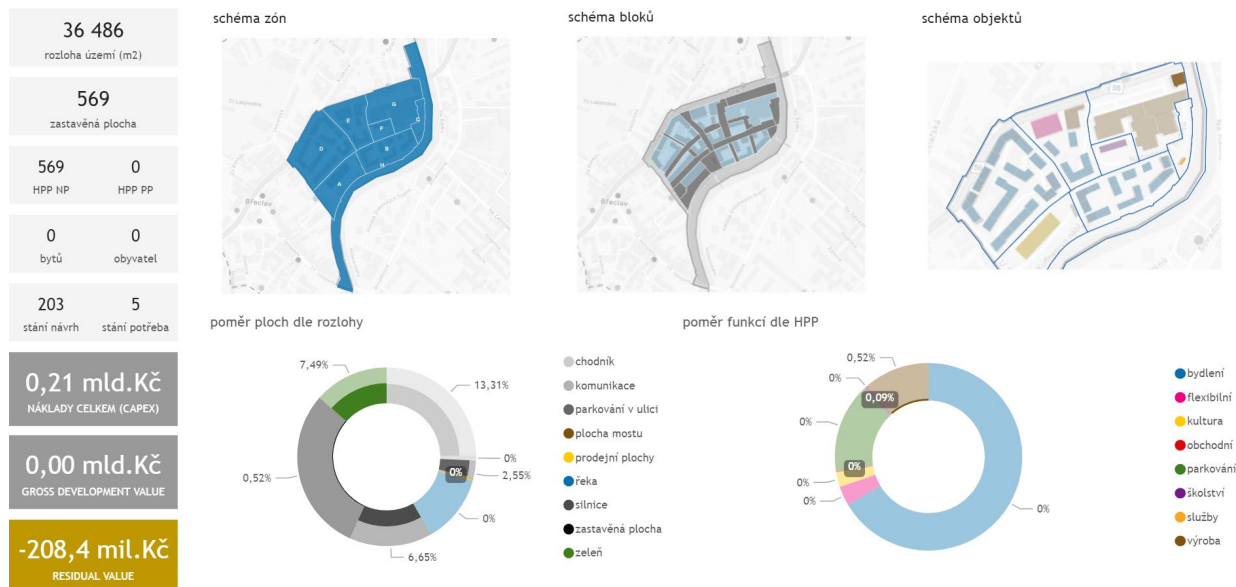 36 486
rozloha území (m2)
569
zastavěná plocha
569
HPP NP
0
HPP PP
0
bytů
0
obyvatel
203
stání návrh
5
stání potřeba
0,21 mld.Kč
NÁKLADY CELKEM (CAPEX)
0,00 mld.Kč
GROSS DEVELOPMENT VALUE
-208,4 mil.Kč
RESIDUAL VALUE
schéma zón
E
G
F
C
D
B
H
A
Břeclav
schéma bloků
Břeclav
schéma objektů
55
poměr ploch dle rozlohy
7,49%
13,31%
0%
2,55%
0%
0%
6,65%
0,52%
chodník
komunikace
parkování v ulici
plocha mostu
prodejní plochy
řeka
silnice
zastavěná plocha
zeleň
poměr funkcí dle HPP
0,52%
0%
0,09%
0%
0%
0%
0%
0%
bydlení
flexibilní
kultura
obchodní
parkování
školství
služby
výroba